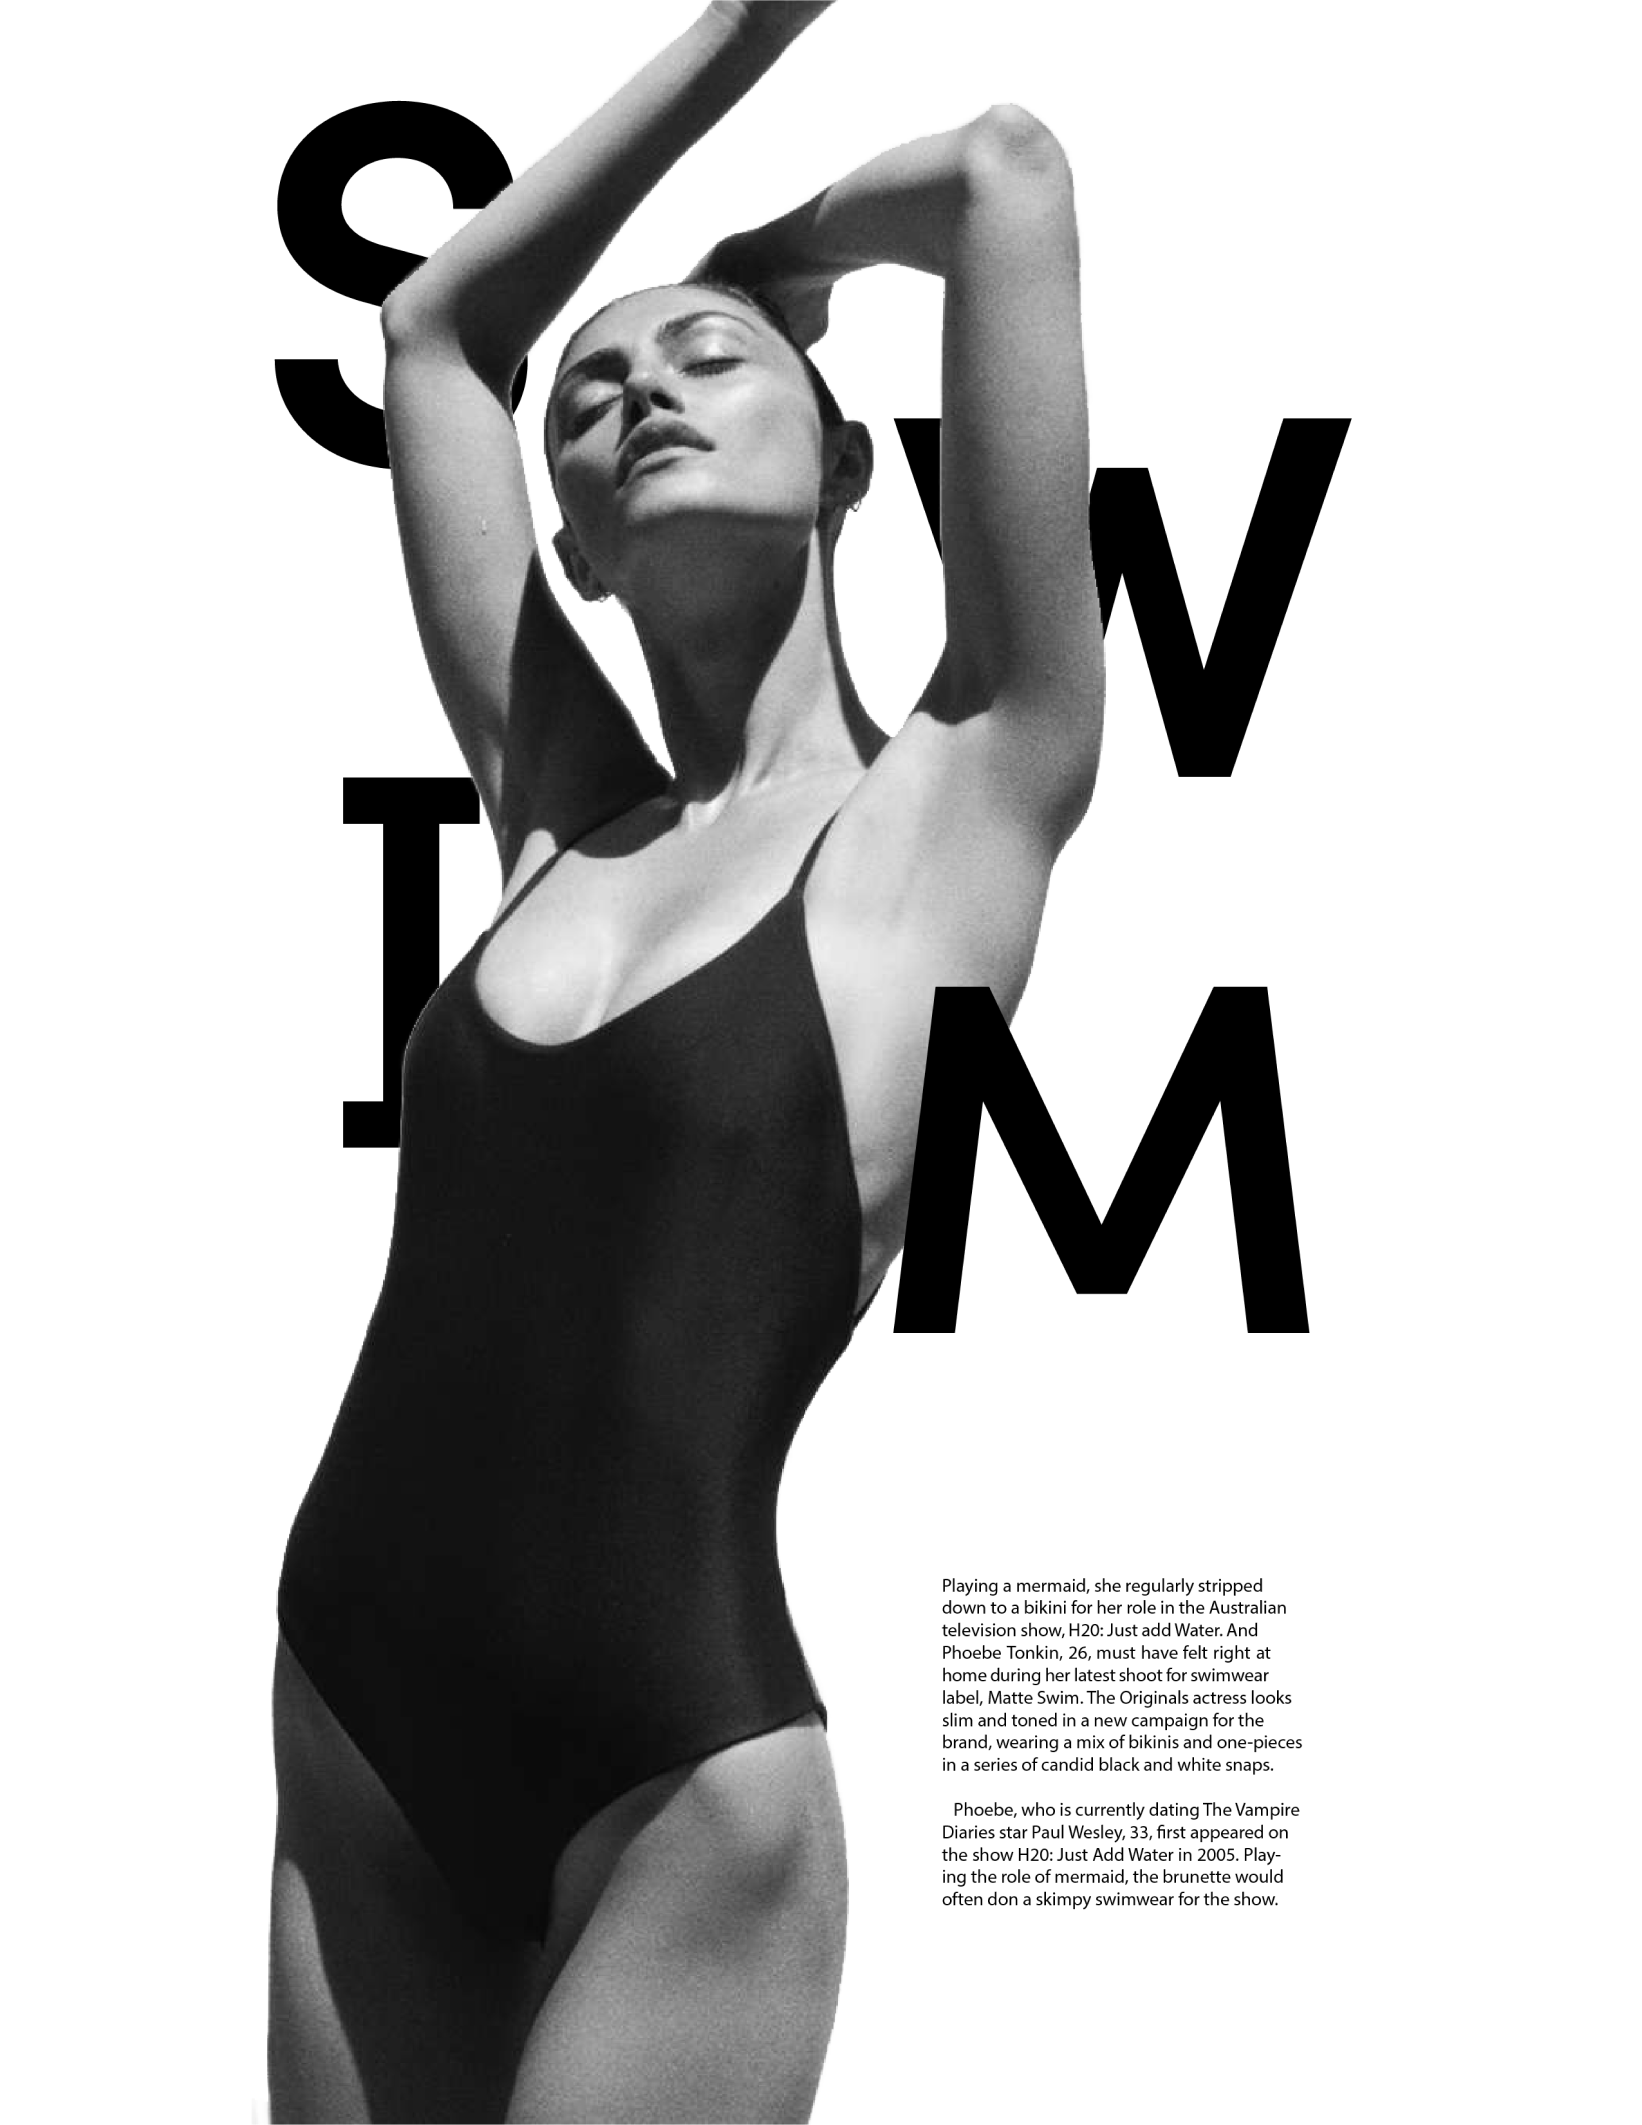 S
W
I
M
Playing a mermaid, she regularly stripped
down to a bikini for her role in the Australian
television show, H20: Just add Water. And
Phoebe Tonkin, 26, must have felt right at
home during her latest shoot for swimwear
label, Matte Swim. The Originals actress looks
slim and toned in a new campaign for the
brand, wearing a mix of bikinis and one-pieces
in a series of candid black and white snaps.
Phoebe, who is currently dating The Vampire
Diaries star Paul Wesley, 33, first appeared on
the show H20: Just Add Water in 2005. Play-
ing the role of mermaid, the brunette would
often don a skimpy swimwear for the show.